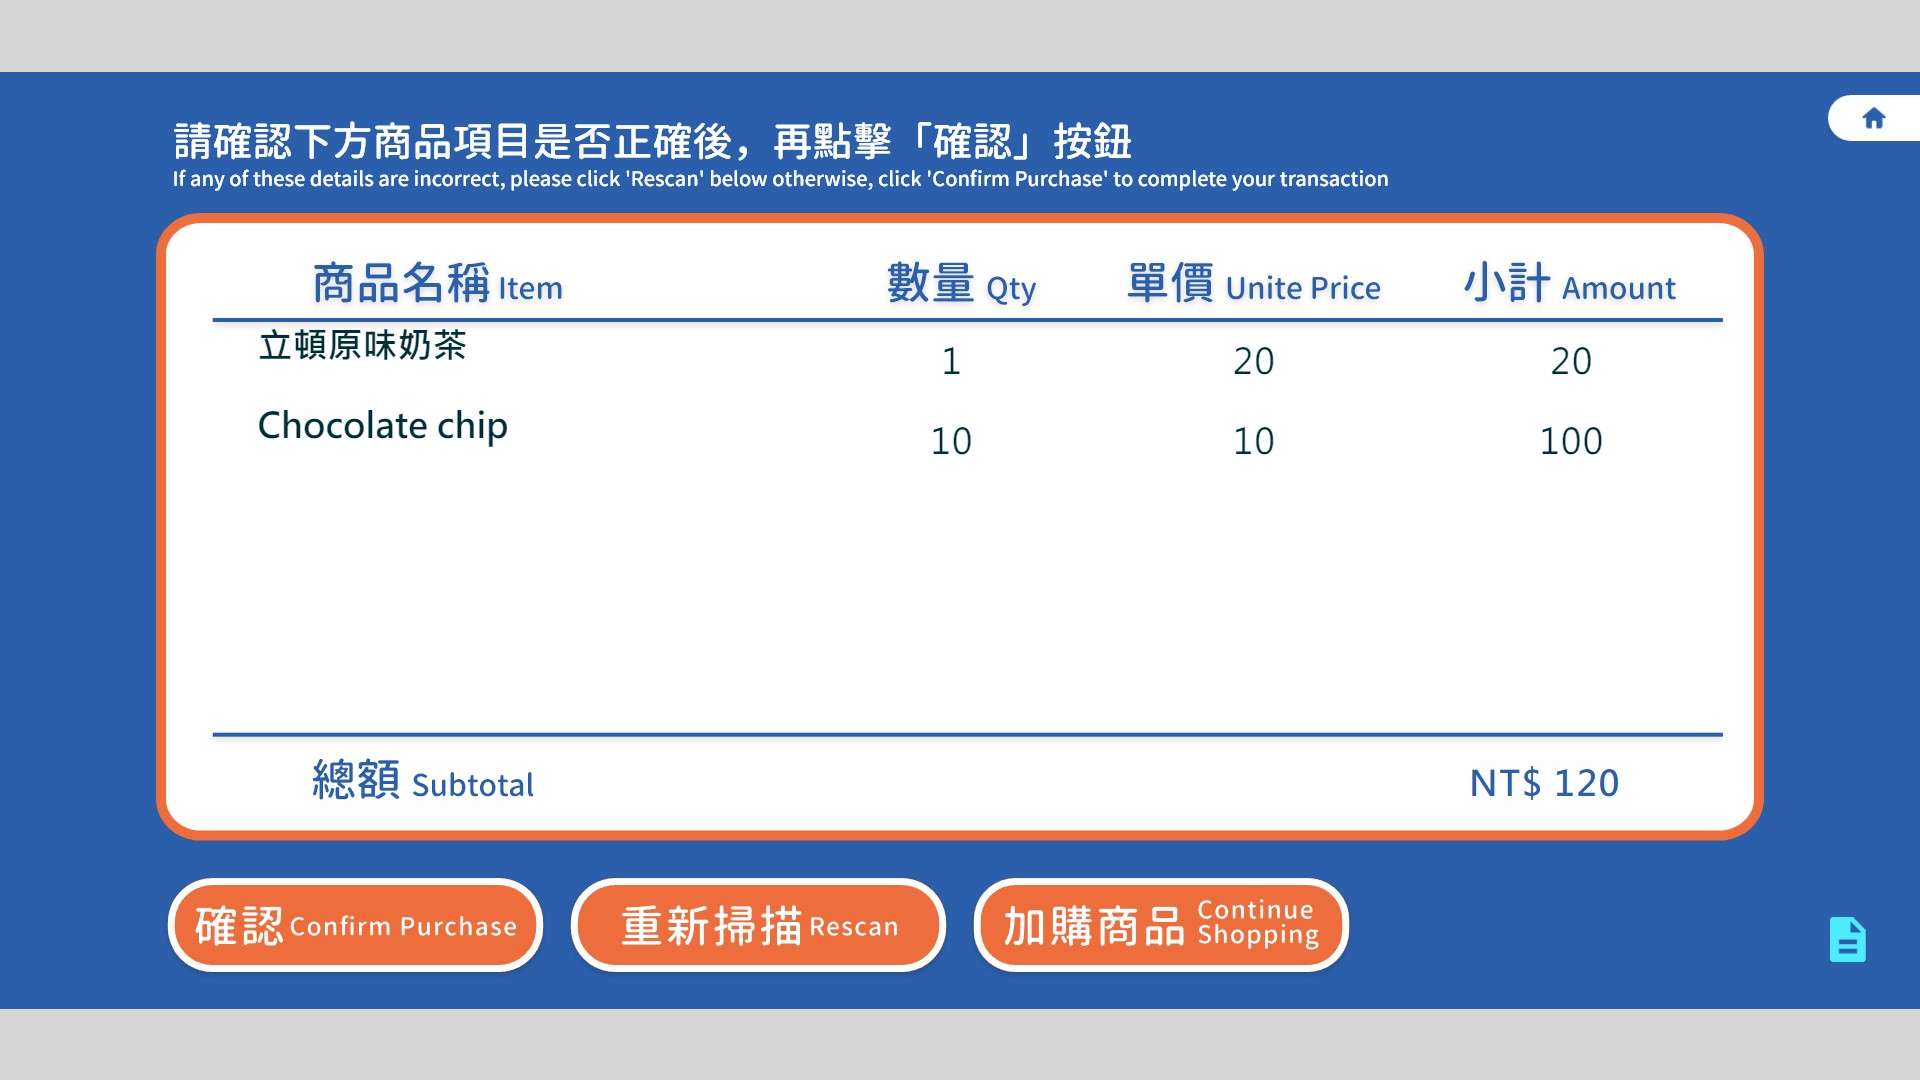 請確認下方商品項目是否正確後，再點擊「確認」按鈕
If any of these details are incorrect, please click 'Rescan' below otherwise, click 'Confirm Purchase' to complete your transaction
商品名稱 Item 數量 Qty 單價 Unite Price 小計 Amount
立頓原味奶茶 1 20 20
Chocolate chip 10 10 100
總額 Subtotal NT$ 120
確認 Confirm Purchase 重新掃描 Rescan 加購商品 Continue Shopping